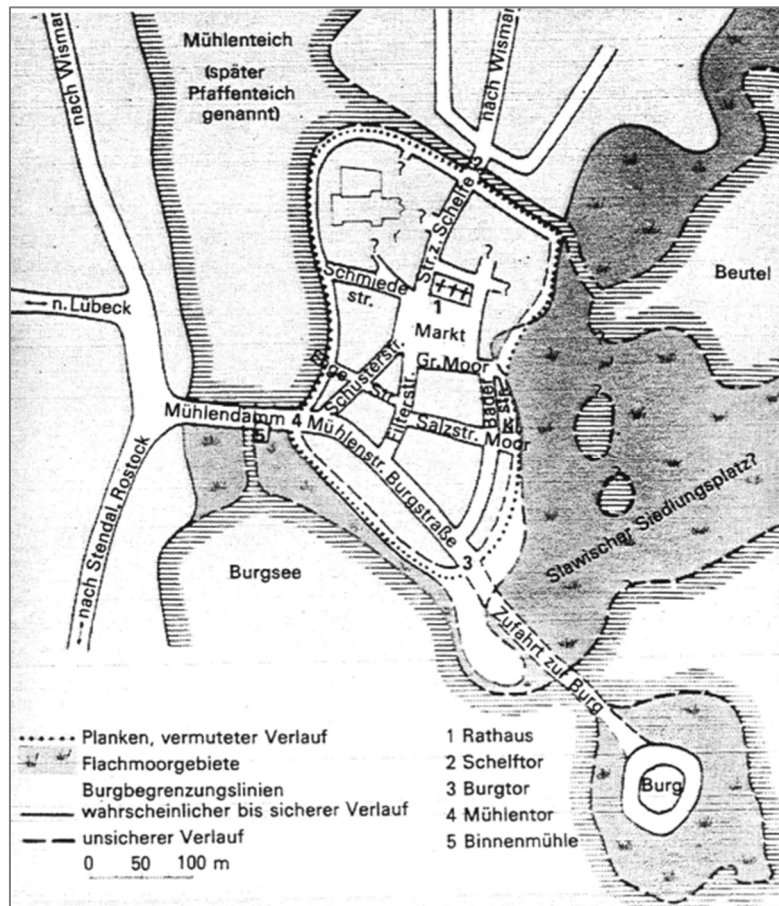 nach Wismar
Mühlenteich
(später
Pfaffenteich
genannt)
nach Wismar
2
?
Str. z. Schelfe
?
?
?
Beutel
Schmiede
str.
1
n. Lübeck
Markt
Gr. Moor
Enge
str.
Schusterstr.
Bader
str.
Filterstr.
Salzstr.
Kl.
Moor
Mühlendamm 4
5
Mühlenstr. Burgstraße
nach Stendal, Rostock
Slawischer Siedlungsplatz?
Burgsee
3
Zufahrt zur Burg
Burg
Planken, vermuteter Verlauf
Flachmoorgebiete
Burgbegrenzungslinien
wahrscheinlicher bis sicherer Verlauf
unsicherer Verlauf
0 50 100 m
1 Rathaus
2 Schelftor
3 Burgtor
4 Mühlentor
5 Binnenmühle